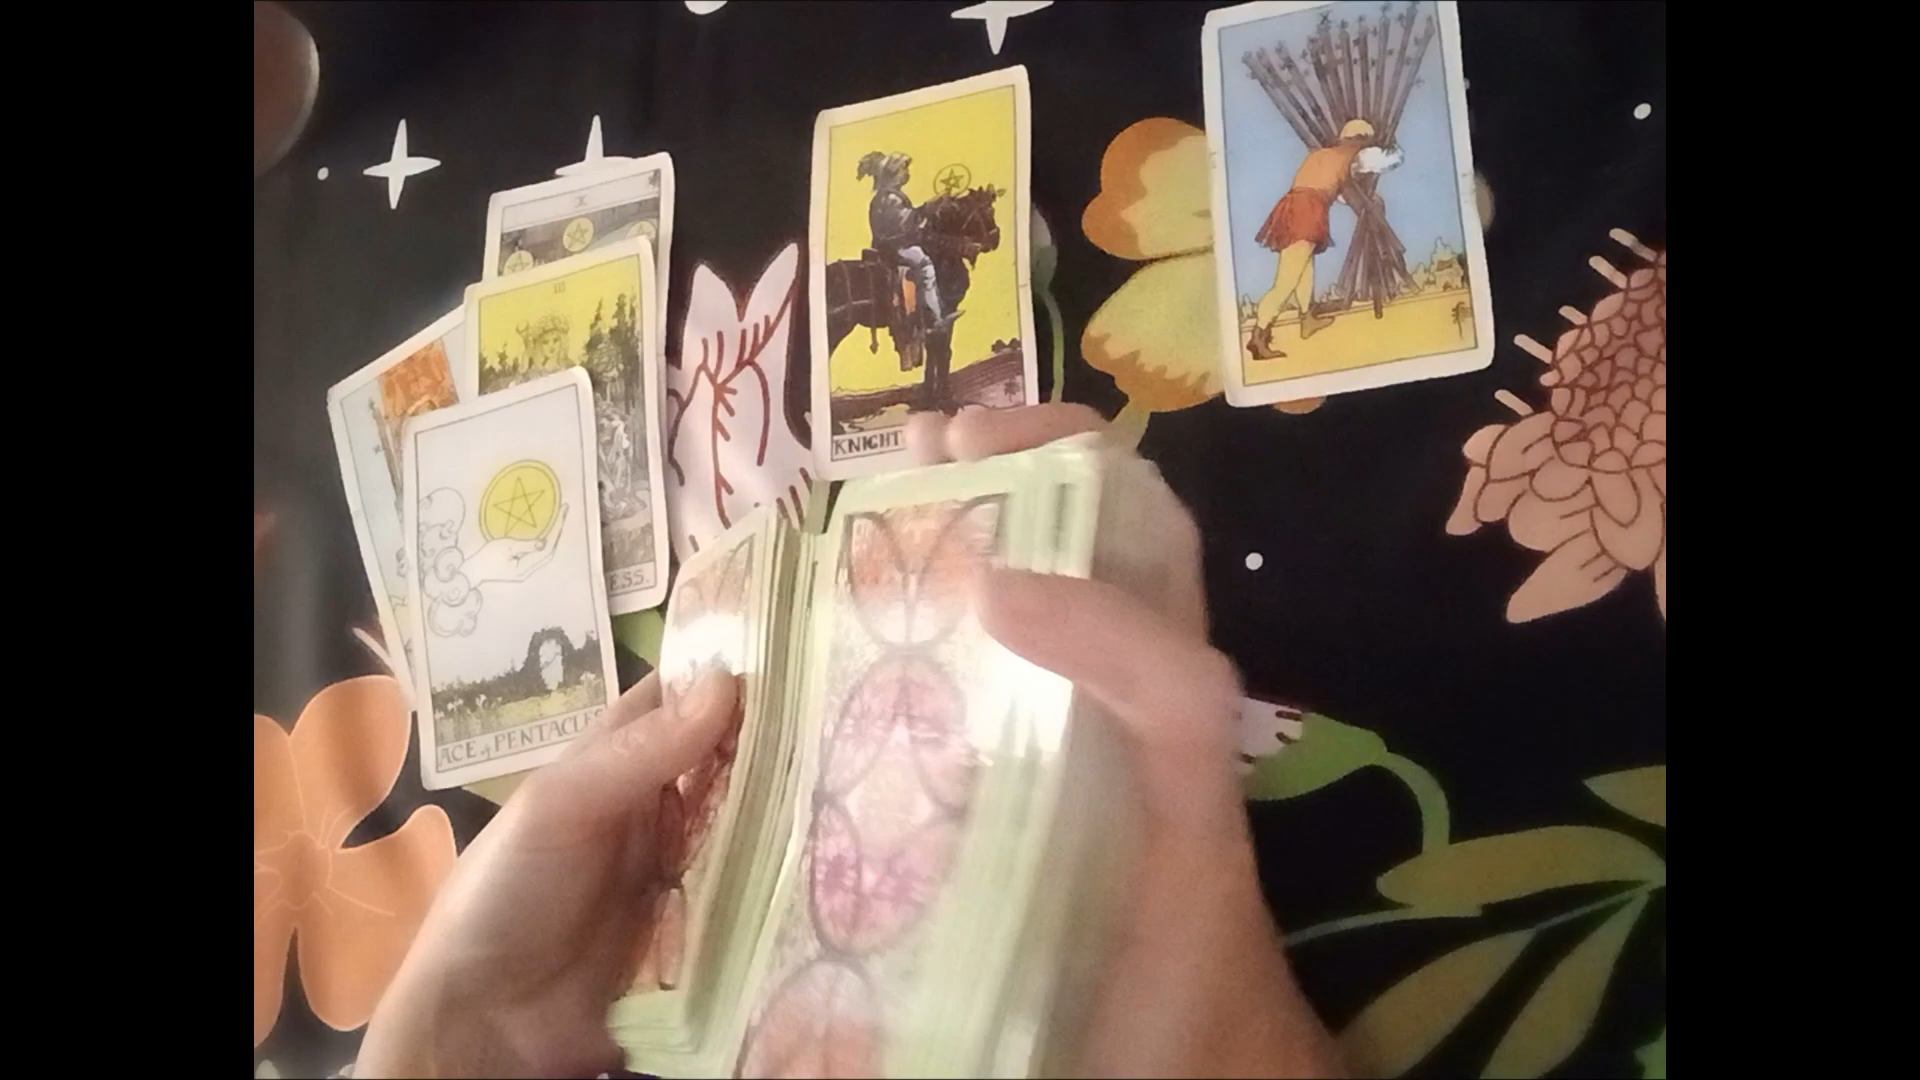 X
X
III
KNIGHT
ESS.
ACE of PENTACLES